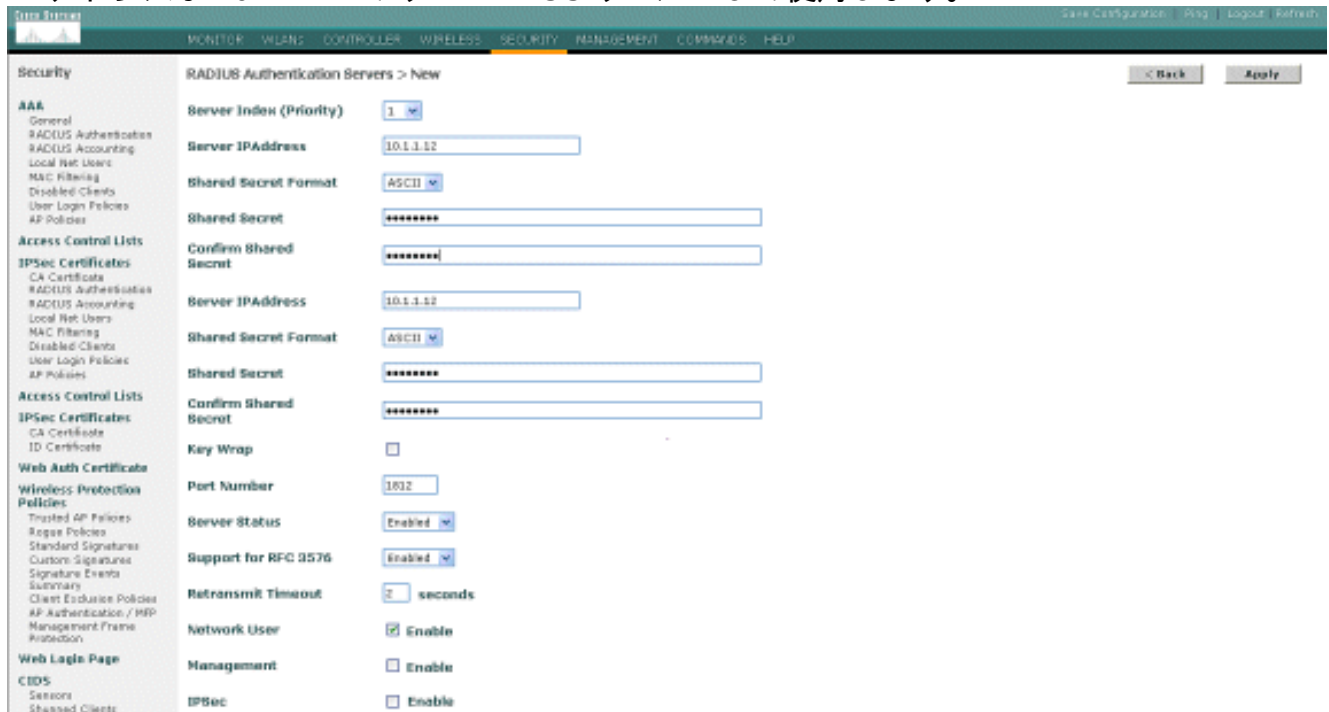 使用します。
Cisco Systems
Save Configuration | Ping | Logout | Refresh
MONITOR WLANS CONTROLLER WIRELESS SECURITY MANAGEMENT COMMANDS HELP
Security
RADIUS Authentication Servers > New
< Back
Apply
AAA
General
RADIUS Authentication
RADIUS Accounting
Local Net Users
MAC Filtering
Disabled Clients
User Login Policies
AP Policies
Access Control Lists
IPSec Certificates
CA Certificate
RADIUS Authentication
RADIUS Accounting
Local Net Users
MAC Filtering
Disabled Clients
User Login Policies
AP Policies
Access Control Lists
IPSec Certificates
CA Certificate
ID Certificate
Web Auth Certificate
Wireless Protection
Policies
Trusted AP Policies
Rogue Policies
Standard Signatures
Custom Signatures
Signature Events
Summary
Client Exclusion Policies
AP Authentication / MFP
Management Frame
Protection
Web Login Page
CIDS
Sensors
Shunned Clients
Server Index (Priority) 1
Server IPAddress 10.1.1.12
Shared Secret Format ASCII
Shared Secret ••••••••
Confirm Shared
Secret ••••••••
Server IPAddress 10.1.1.12
Shared Secret Format ASCII
Shared Secret ••••••••
Confirm Shared
Secret ••••••••
Key Wrap
Port Number 1812
Server Status Enabled
Support for RFC 3576 Enabled
Retransmit Timeout 2 seconds
Network User Enable
Management Enable
IPSec Enable